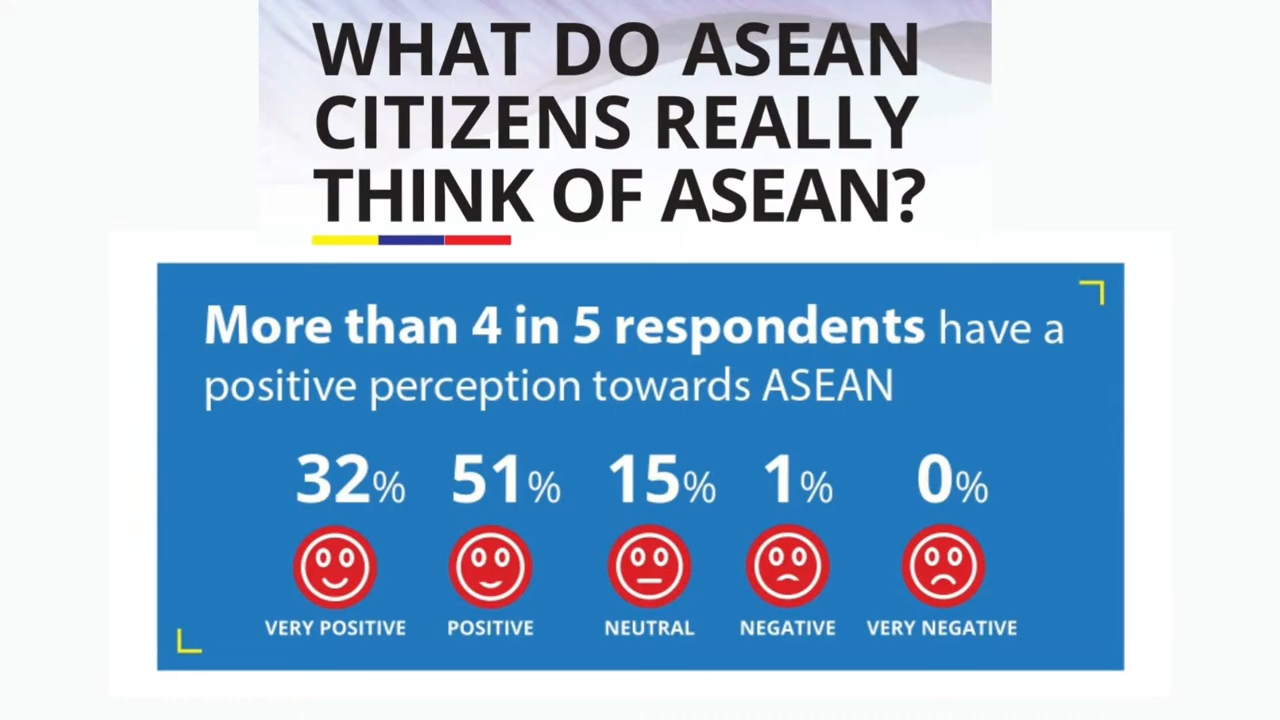 WHAT DO ASEAN
CITIZENS REALLY
THINK OF ASEAN?
More than 4 in 5 respondents have a
positive perception towards ASEAN
32% 51% 15% 1% 0%
VERY POSITIVE POSITIVE NEUTRAL NEGATIVE VERY NEGATIVE